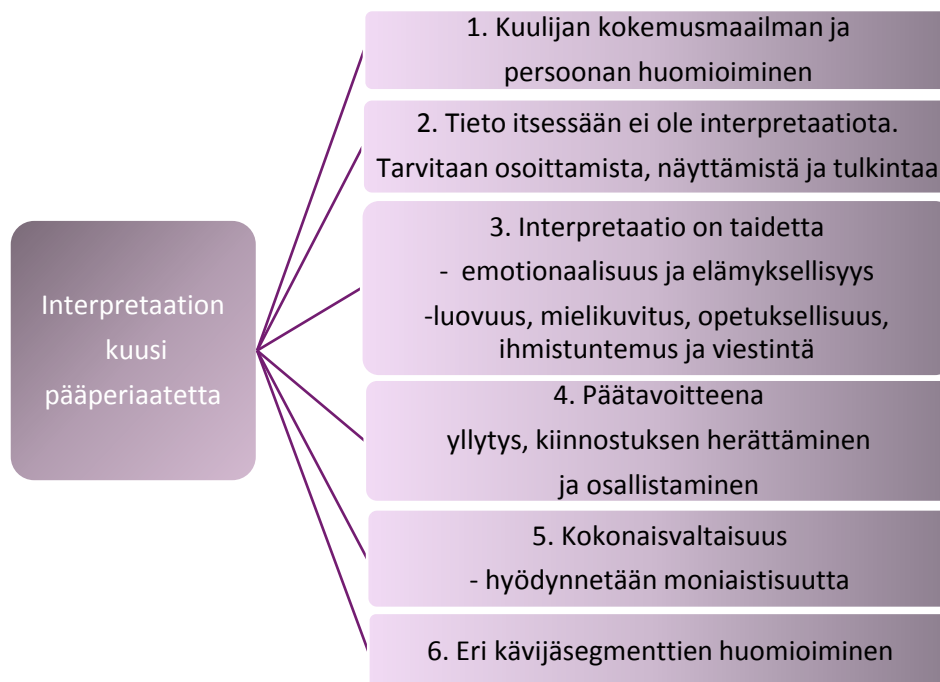 Interpretaation
kuusi
pääperiaatetta
1. Kuulijan kokemusmaailman ja
persoonan huomioiminen
2. Tieto itsessään ei ole interpretaatiota.
Tarvitaan osoittamista, näyttämistä ja tulkintaa
3. Interpretaatio on taidetta
- emotionaalisuus ja elämyksellisyys
-luovuus, mielikuvitus, opetuksellisuus,
ihmistuntemus ja viestintä
4. Päätavoitteena
yllytys, kiinnostuksen herättäminen
ja osallistaminen
5. Kokonaisvaltaisuus
- hyödynnetään moniaistisuutta
6. Eri kävijäsegmenttien huomioiminen